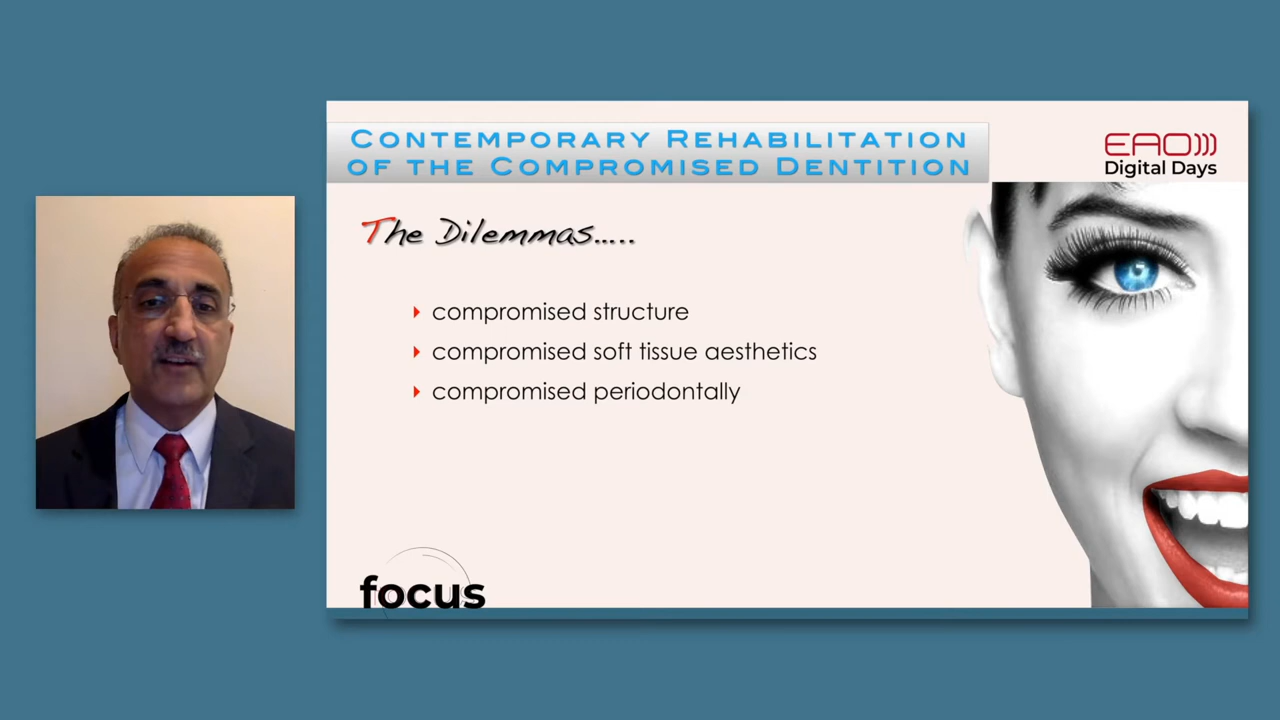 CONTEMPORARY REHABILITATION
OF THE COMPROMISED DENTITION
EAO)))
Digital Days
The Dilemmas.....
compromised structure
compromised soft tissue aesthetics
compromised periodontally
focus